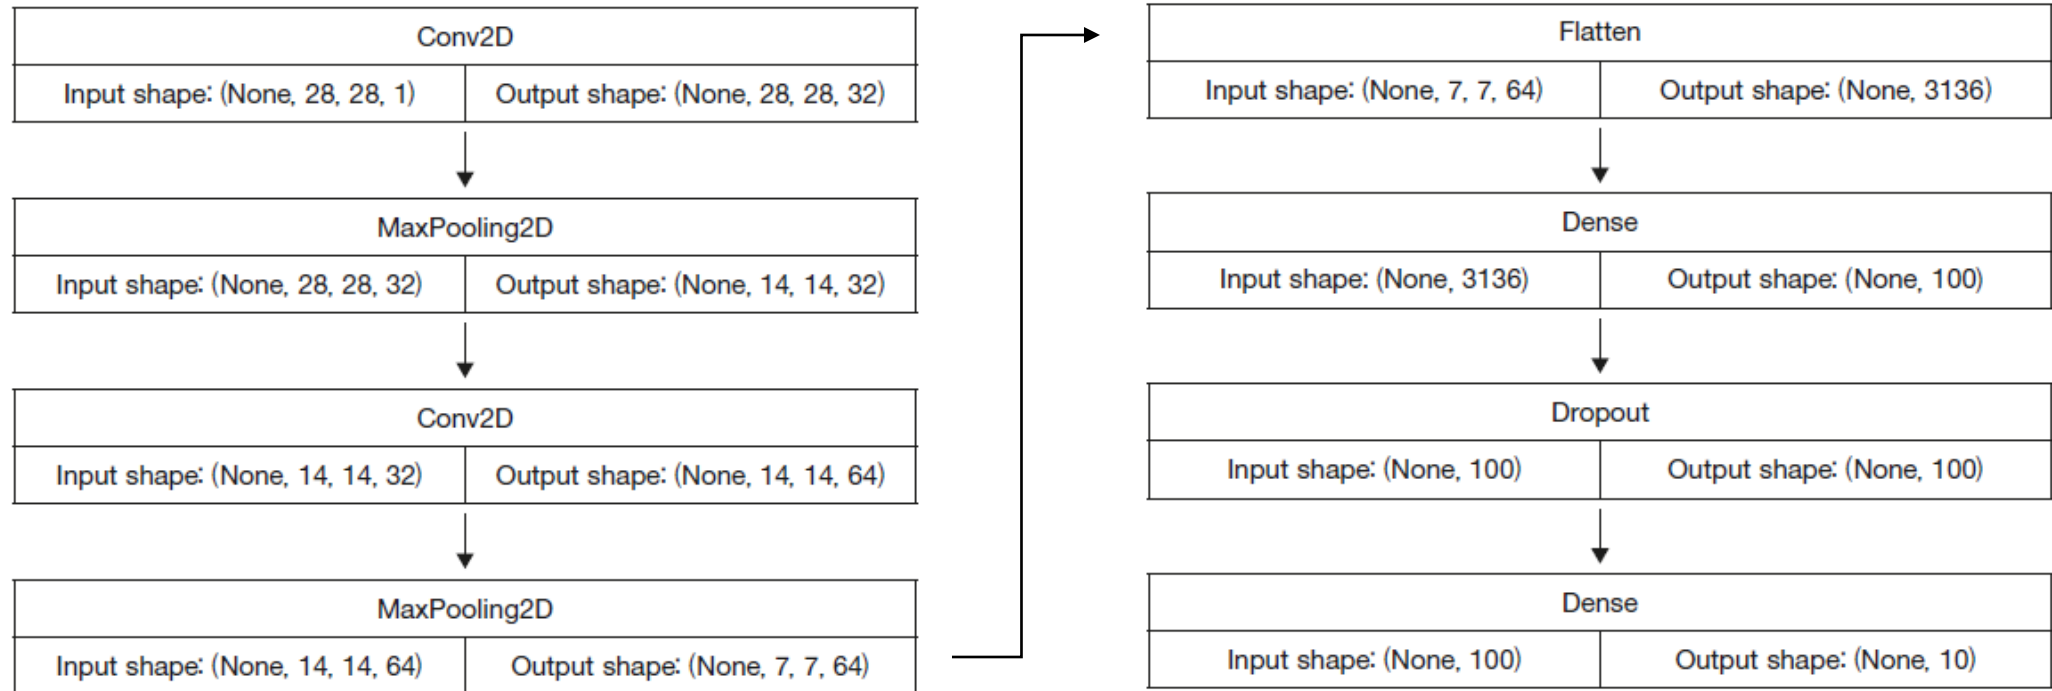 Conv2D
Input shape: (None, 28, 28, 1)
Output shape: (None, 28, 28, 32)
MaxPooling2D
Input shape: (None, 28, 28, 32)
Output shape: (None, 14, 14, 32)
Conv2D
Input shape: (None, 14, 14, 32)
Output shape: (None, 14, 14, 64)
MaxPooling2D
Input shape: (None, 14, 14, 64)
Output shape: (None, 7, 7, 64)
Flatten
Input shape: (None, 7, 7, 64)
Output shape: (None, 3136)
Dense
Input shape: (None, 3136)
Output shape: (None, 100)
Dropout
Input shape: (None, 100)
Output shape: (None, 100)
Dense
Input shape: (None, 100)
Output shape: (None, 10)